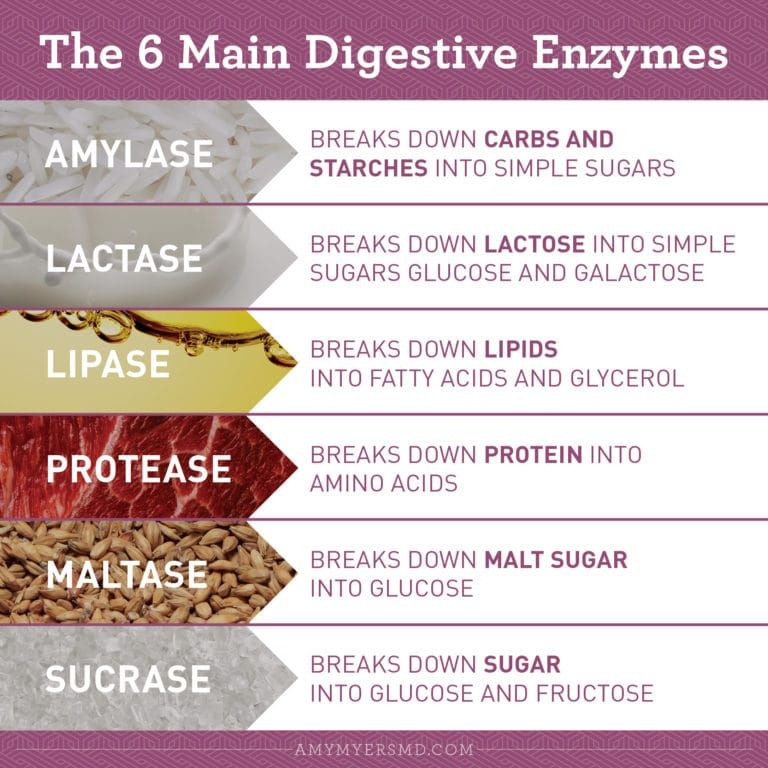 The 6 Main Digestive Enzymes
AMYLASE
BREAKS DOWN CARBS AND
STARCHES INTO SIMPLE SUGARS
LACTASE
BREAKS DOWN LACTOSE INTO SIMPLE
SUGARS GLUCOSE AND GALACTOSE
LIPASE
BREAKS DOWN LIPIDS
INTO FATTY ACIDS AND GLYCEROL
PROTEASE
BREAKS DOWN PROTEIN INTO
AMINO ACIDS
MALTASE
BREAKS DOWN MALT SUGAR
INTO GLUCOSE
SUCRASE
BREAKS DOWN SUGAR
INTO GLUCOSE AND FRUCTOSE
AMYMYERSMD.COM